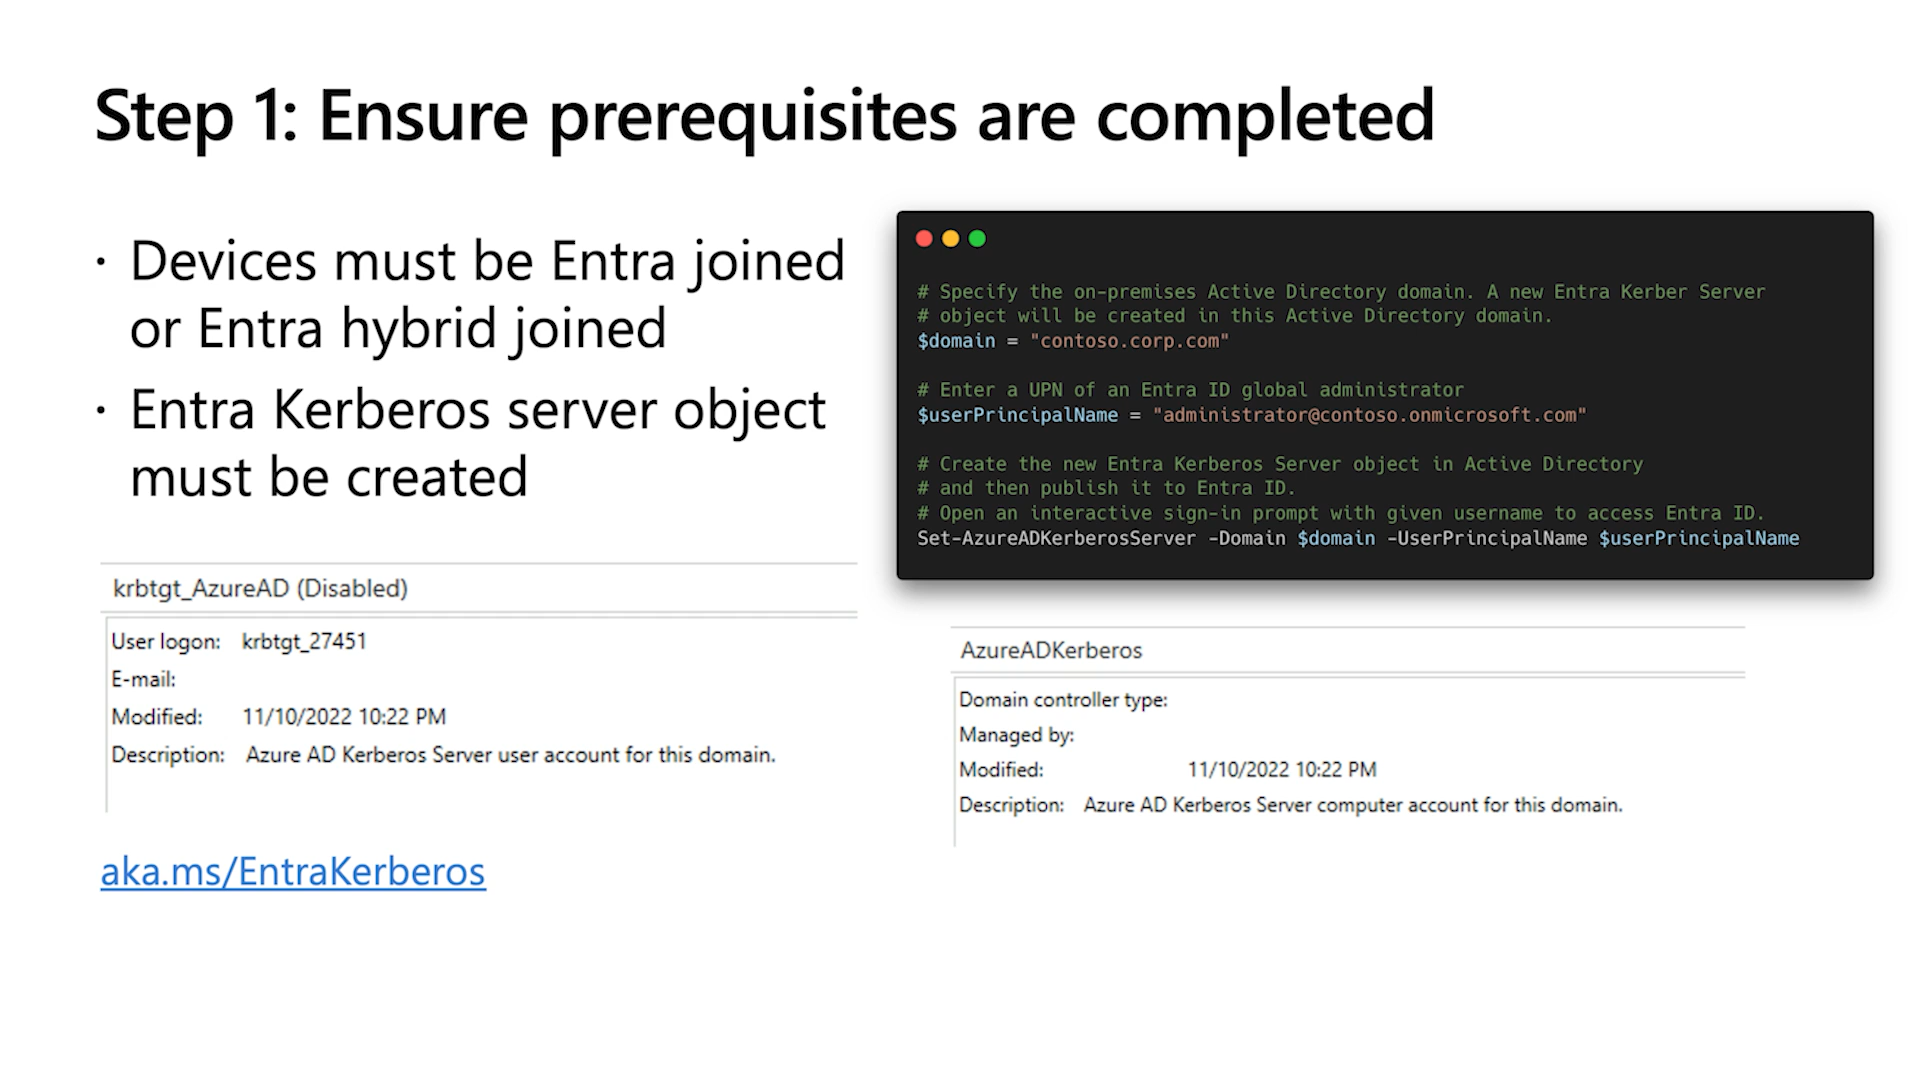 Step 1: Ensure prerequisites are completed
· Devices must be Entra joined
or Entra hybrid joined
· Entra Kerberos server object
must be created
# Specify the on-premises Active Directory domain. A new Entra Kerber Server
# object will be created in this Active Directory domain.
$domain = "contoso.corp.com"
# Enter a UPN of an Entra ID global administrator
$userPrincipalName = "administrator@contoso.onmicrosoft.com"
# Create the new Entra Kerberos Server object in Active Directory
# and then publish it to Entra ID.
# Open an interactive sign-in prompt with given username to access Entra ID.
Set-AzureADKerberosServer -Domain $domain -UserPrincipalName $userPrincipalName
krbtgt_AzureAD (Disabled)
User logon: krbtgt_27451
E-mail:
Modified: 11/10/2022 10:22 PM
Description: Azure AD Kerberos Server user account for this domain.
AzureADKerberos
Domain controller type:
Managed by:
Modified: 11/10/2022 10:22 PM
Description: Azure AD Kerberos Server computer account for this domain.
aka.ms/EntraKerberos